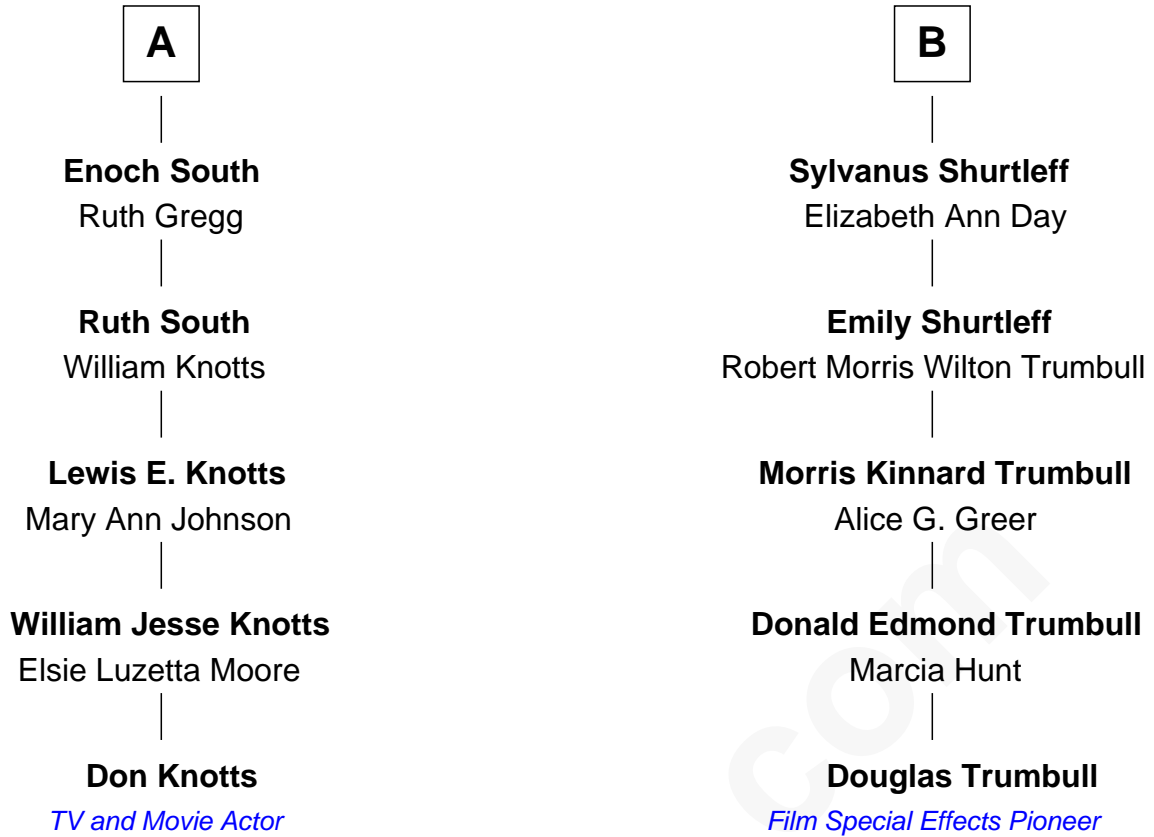 A
Enoch South
Ruth Gregg
Ruth South
William Knotts
Lewis E. Knotts
Mary Ann Johnson
William Jesse Knotts
Elsie Luzetta Moore
Don Knotts
TV and Movie Actor
B
Sylvanus Shurtleff
Elizabeth Ann Day
Emily Shurtleff
Robert Morris Wilton Trumbull
Morris Kinnard Trumbull
Alice G. Greer
Donald Edmond Trumbull
Marcia Hunt
Douglas Trumbull
Film Special Effects Pioneer
com